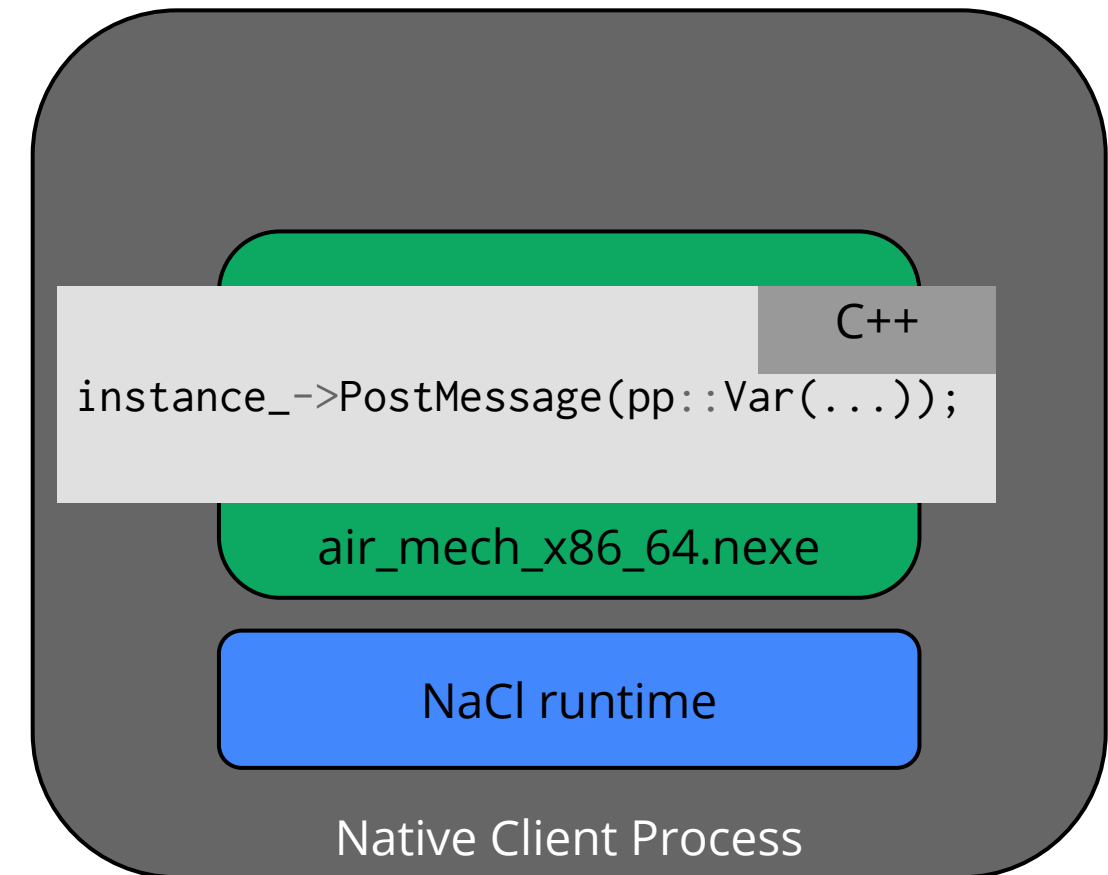 C++
instance_->PostMessage(pp::Var(...));
air_mech_x86_64.nexe
NaCl runtime
Native Client Process